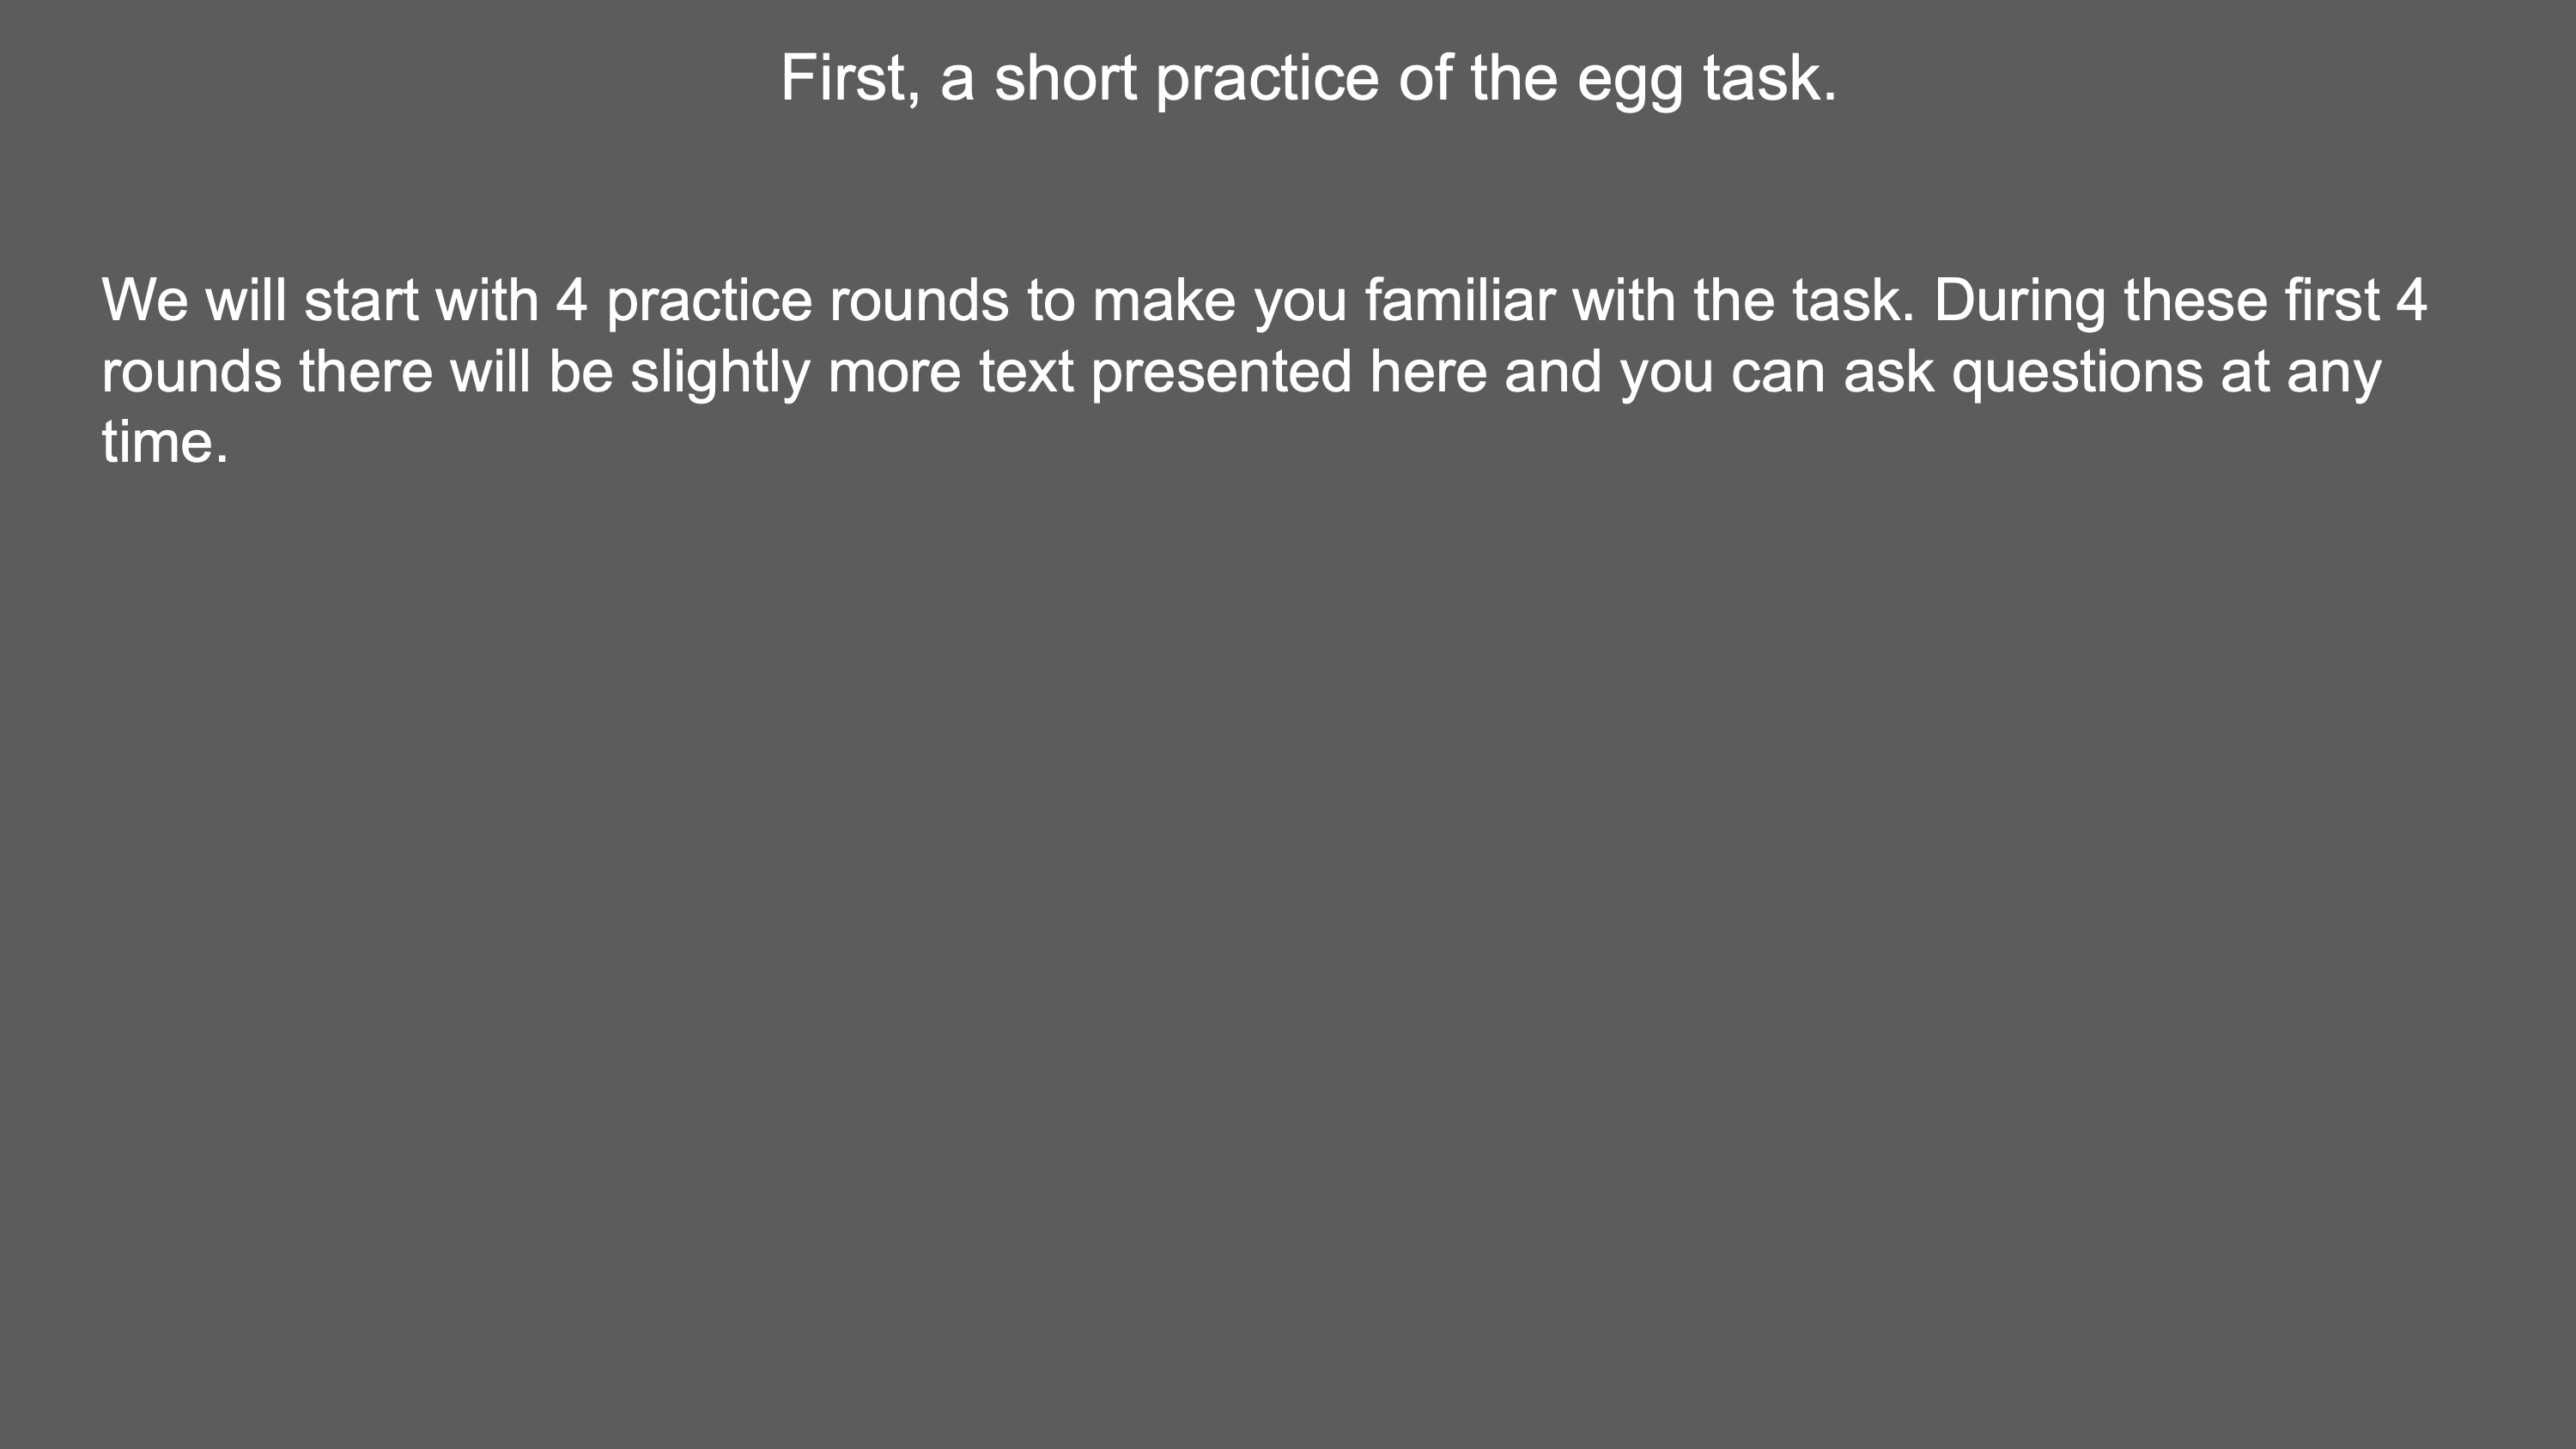 First, a short practice of the egg task.
We will start with 4 practice rounds to make you familiar with the task. During these first 4
rounds there will be slightly more text presented here and you can ask questions at any
time.